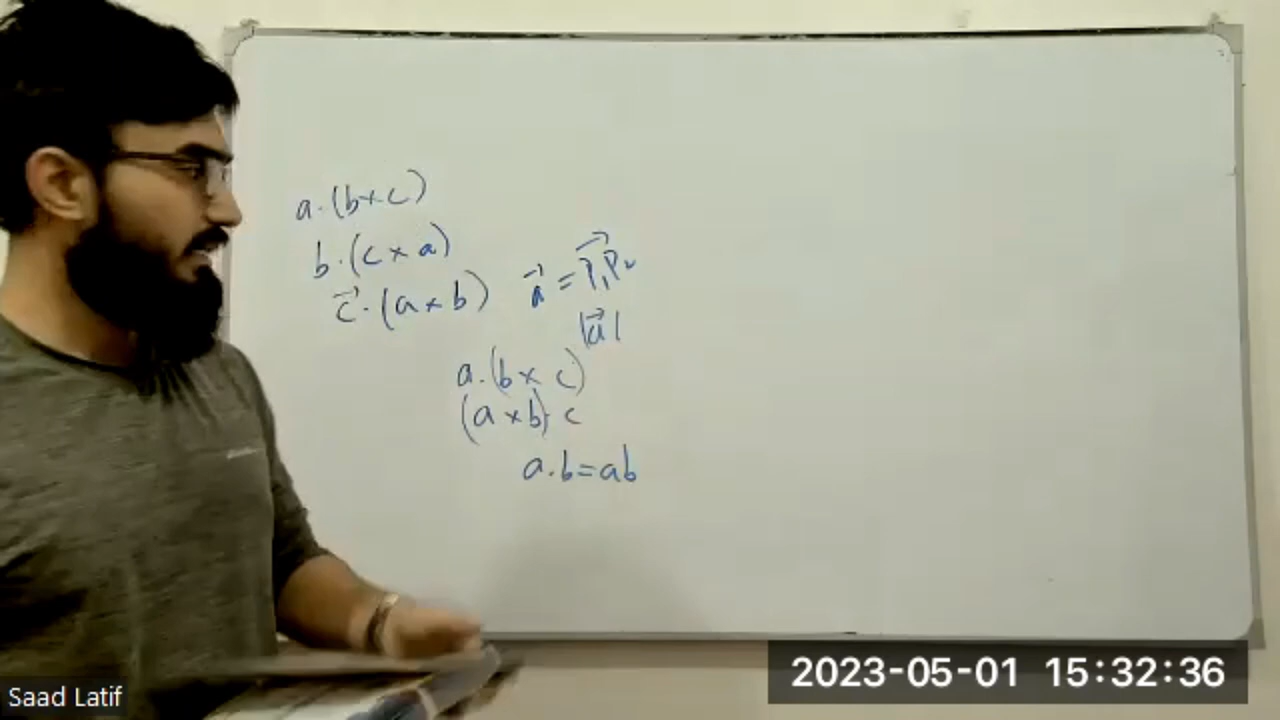 a·(b×c)
b·(c×a)
c⃗·(a×b)
a⃗ = P₁P₂⃗
|a⃗|
a.(b× c)
(a×b)· c
a.b=ab
2023-05-01 15:32:36
Saad Latif